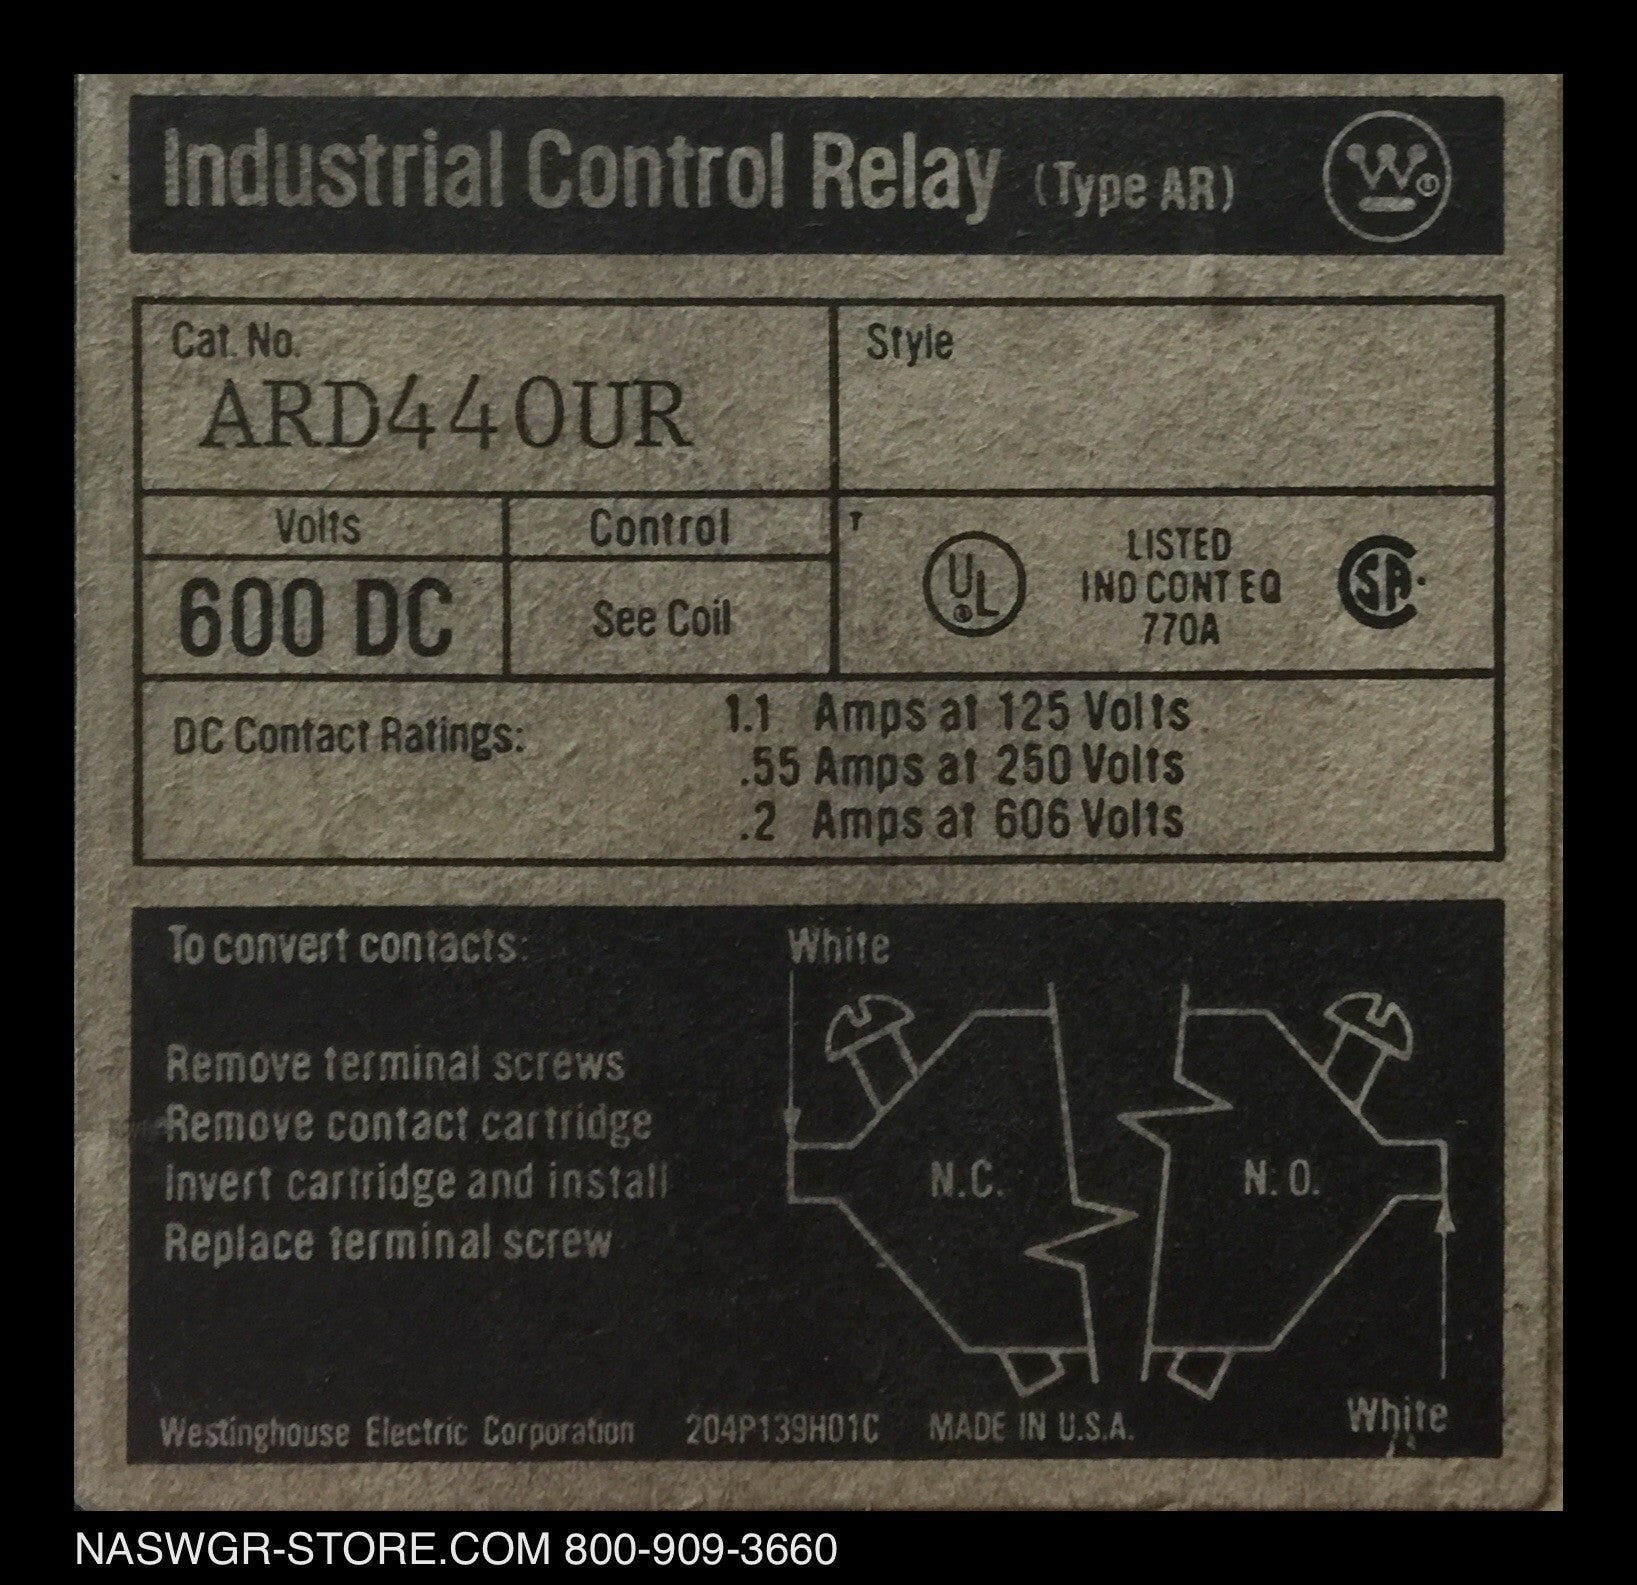 Industrial Control Relay (Type AR) W
Cat. No.
ARD440UR
Style
Volts
Control
600 DC
See Coil
T
UL
LISTED
IND CONT EQ
770A
SA
DC Contact Ratings:
1.1 Amps at 125 Volts
.55 Amps at 250 Volts
.2 Amps at 606 Volts
To convert contacts:
White
Remove terminal screws
Remove contact cartridge
Invert cartridge and install
Replace terminal screw
N.C.
N.O.
White
Westinghouse Electric Corporation 204P139H01C MADE IN U.S.A.
NASWGR-STORE.COM 800-909-3660